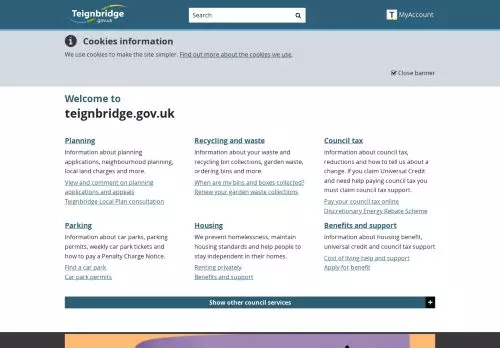 Teignbridge
gov.uk
Search
T MyAccount
Cookies information
We use cookies to make the site simpler. Find out more about the cookies we use.
Close banner
Welcome to
teignbridge.gov.uk
Planning
Information about planning
applications, neighbourhood planning,
local land charges and more.
View and comment on planning
applications and appeals
Teignbridge Local Plan consultation
Recycling and waste
Information about your waste and
recycling bin collections, garden waste,
ordering bins and more.
When are my bins and boxes collected?
Renew your garden waste collections
Council tax
Information about council tax,
reductions and how to tell us about a
change. If you claim Universal Credit
and need help paying council tax you
must claim council tax support.
Pay your council tax online
Discretionary Energy Rebate Scheme
Parking
Information about car parks, parking
permits, weekly car park tickets and
how to pay a Penalty Charge Notice.
Find a car park
Car park permits
Housing
We prevent homelessness, maintain
housing standards and help people to
stay independent in their homes.
Renting privately
Benefits and support
Benefits and support
Information about housing benefit,
universal credit and council tax support
Cost of living help and support
Apply for benefit
Show other council services +